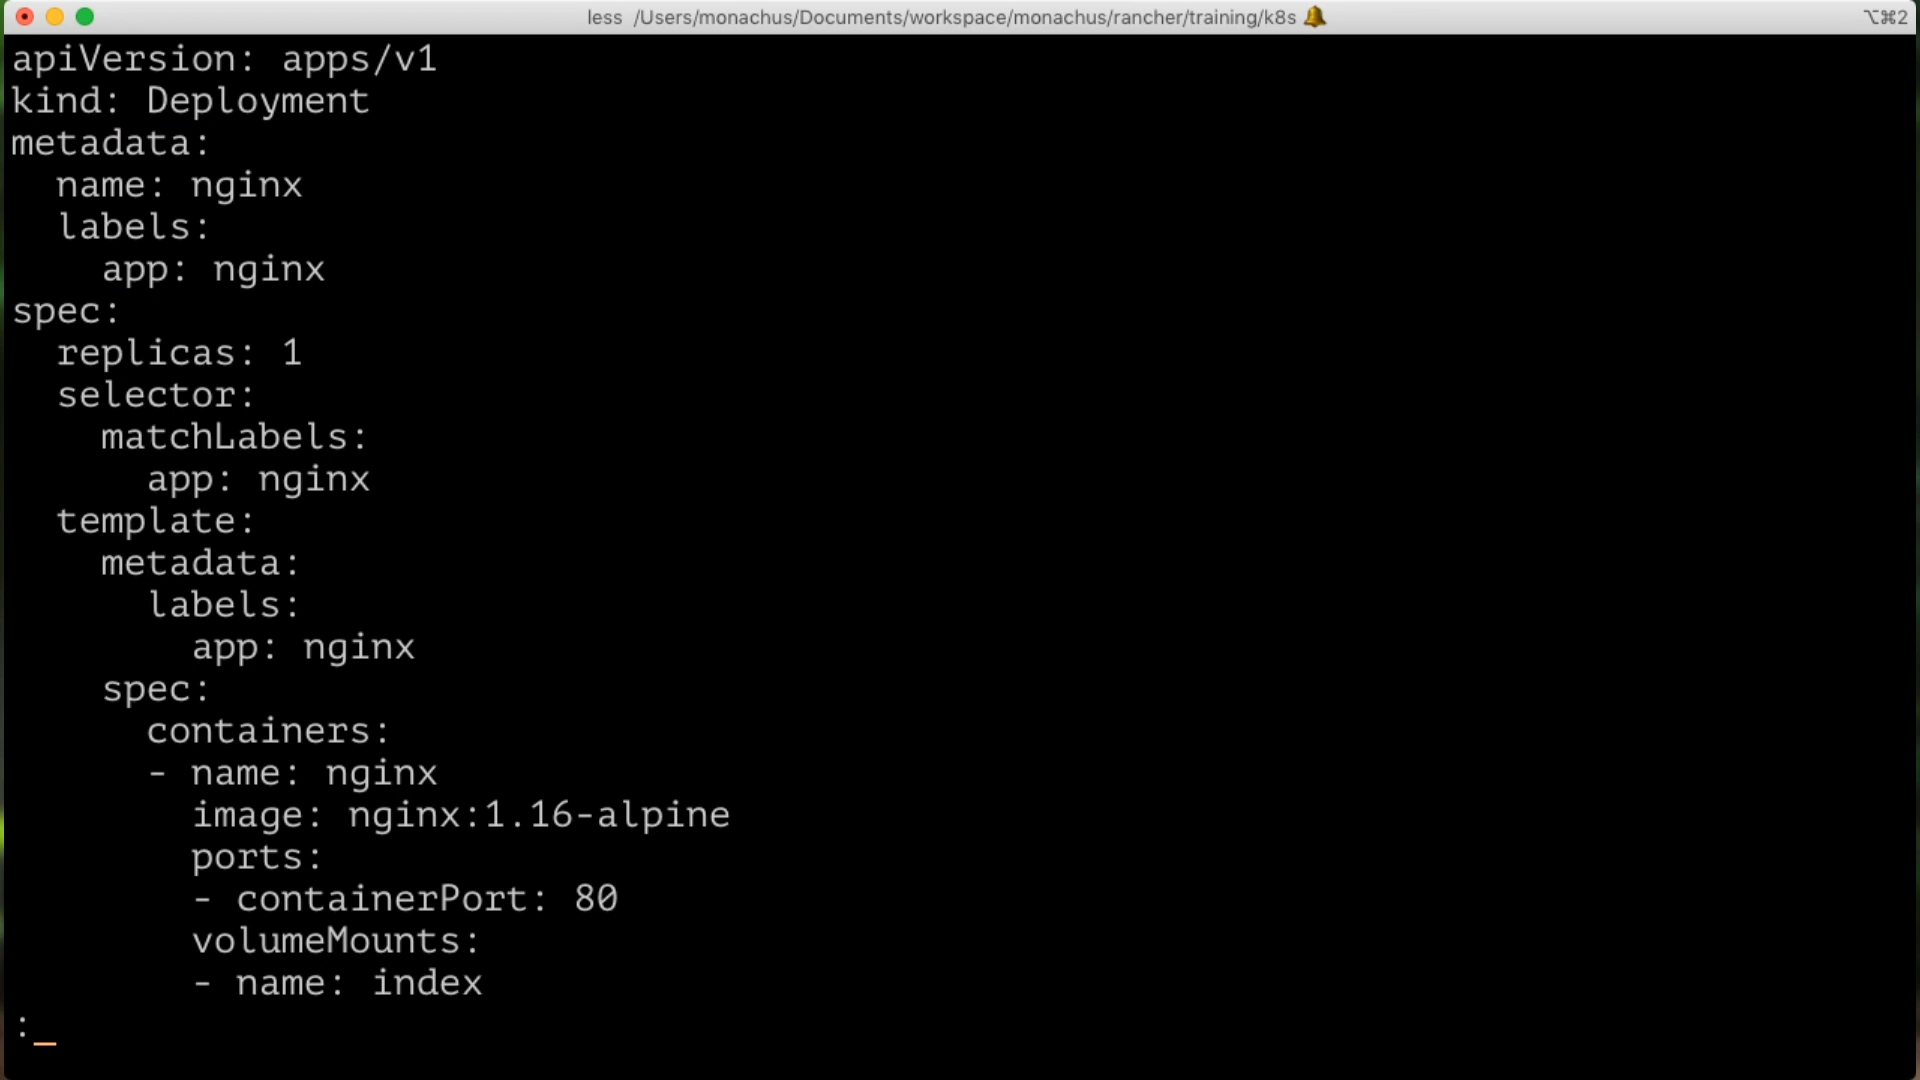 less /Users/monachus/Documents/workspace/monachus/rancher/training/k8s 🔔
⌥⌘2
apiVersion: apps/v1
kind: Deployment
metadata:
  name: nginx
  labels:
    app: nginx
spec:
  replicas: 1
  selector:
    matchLabels:
      app: nginx
  template:
    metadata:
      labels:
        app: nginx
    spec:
      containers:
      - name: nginx
        image: nginx:1.16-alpine
        ports:
        - containerPort: 80
        volumeMounts:
        - name: index
: